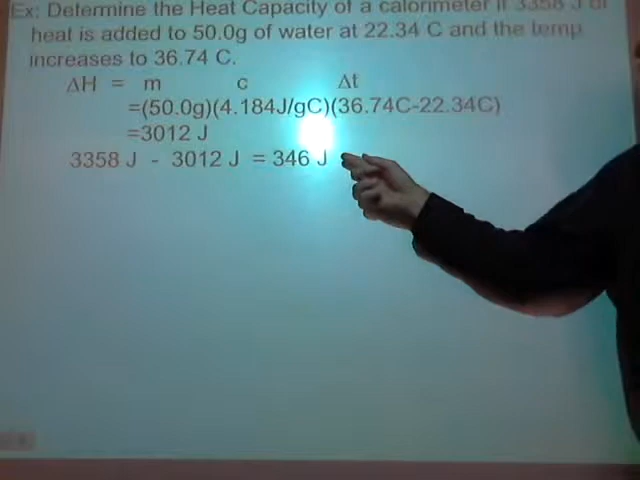 Ex: Determine the Heat Capacity of a calorimeter if 3358 J of
heat is added to 50.0g of water at 22.34 C and the temp
increases to 36.74 C.
ΔH = m c Δt
=(50.0g)(4.184J/gC)(36.74C-22.34C)
=3012 J
3358 J - 3012 J = 346 J